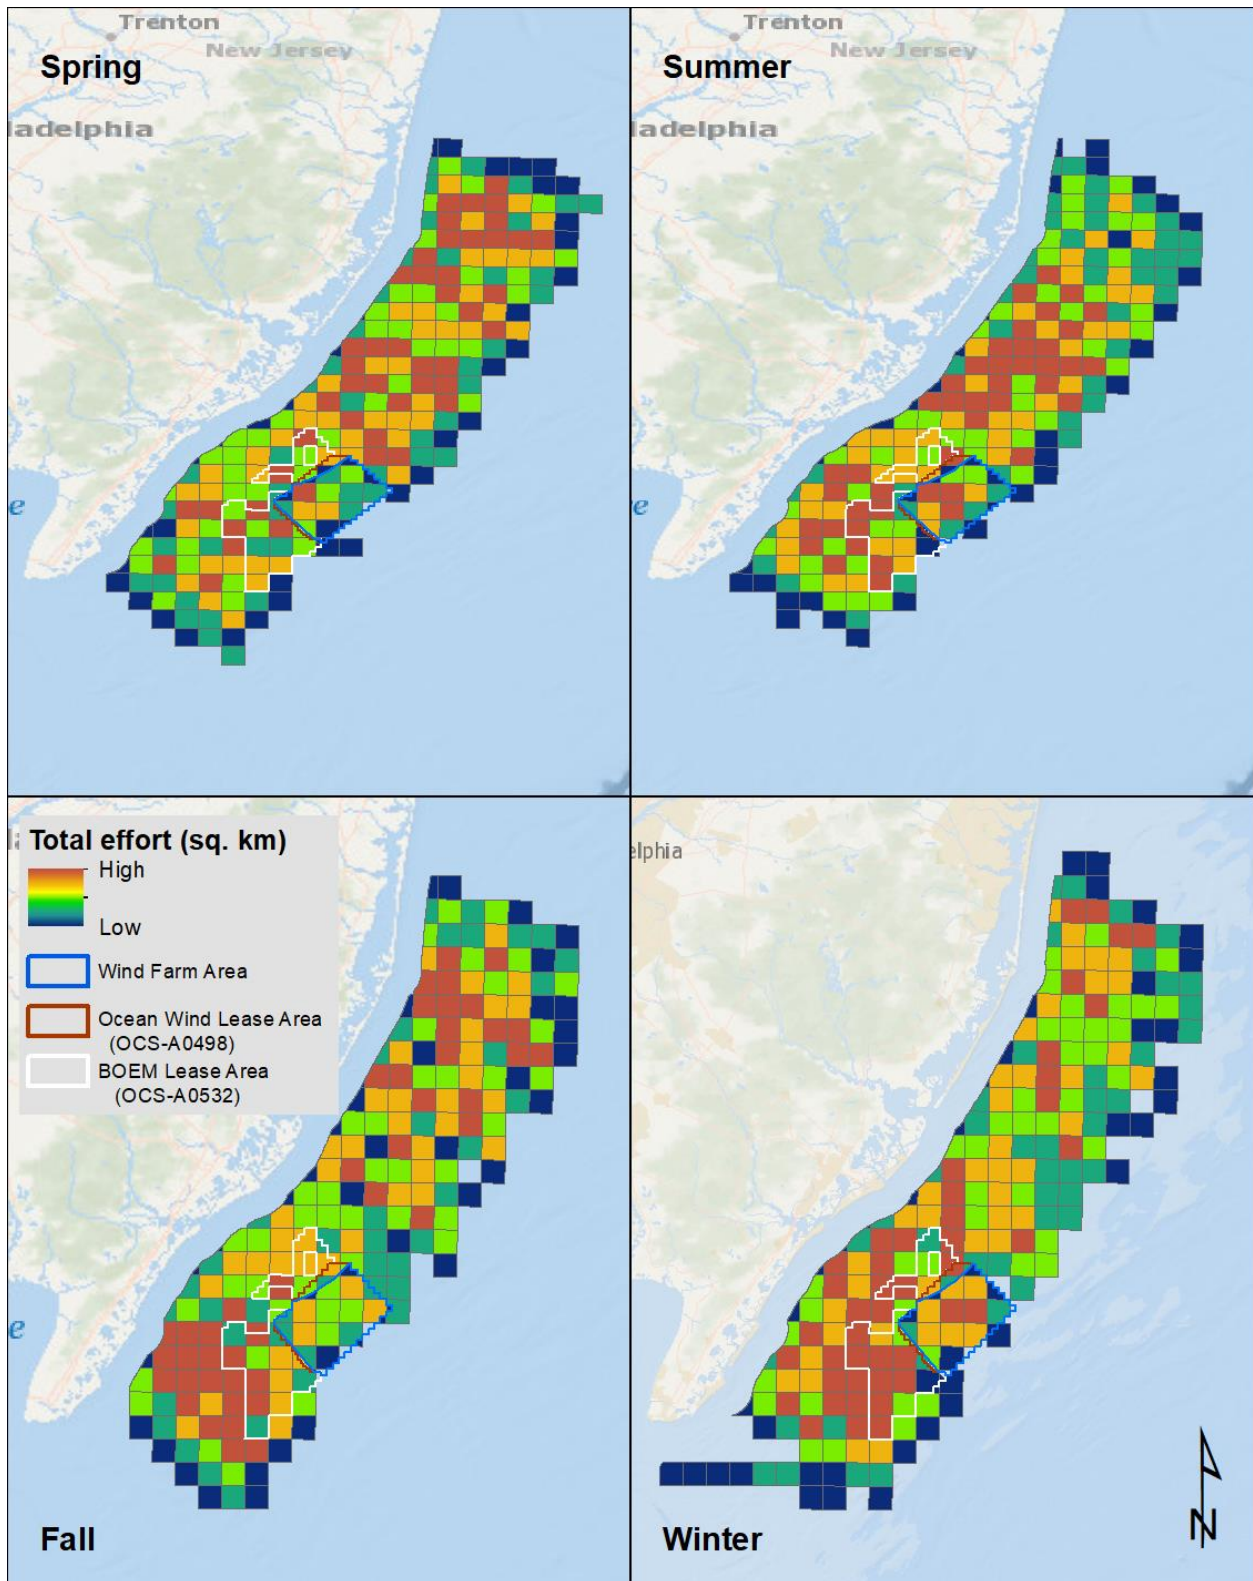 Trenton
New Jersey
Spring
ladelphia
e
Trenton
New Jersey
Summer
ladelphia
e
Total effort (sq. km)
High
Low
Wind Farm Area
Ocean Wind Lease Area
(OCS-A0498)
BOEM Lease Area
(OCS-A0532)
e
Fall
elphia
Winter
N